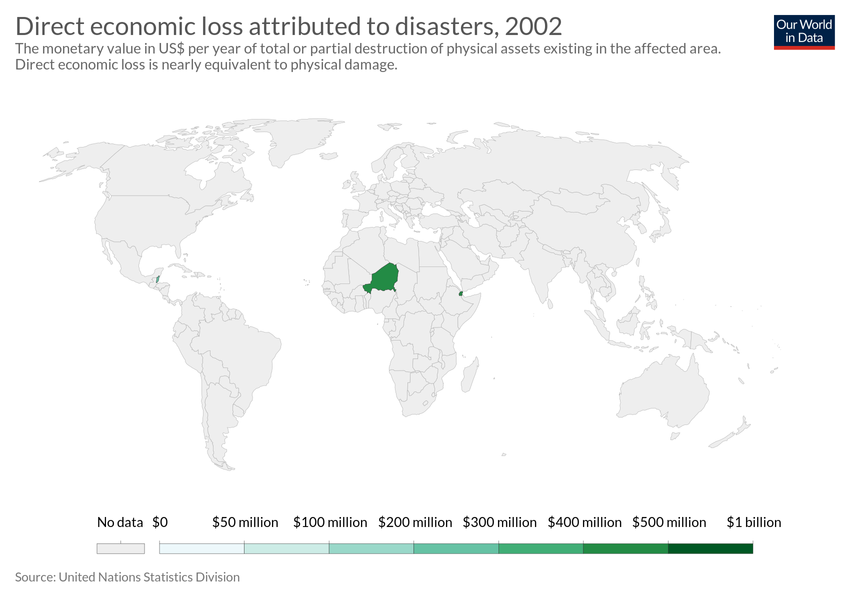 Direct economic loss attributed to disasters, 2002
Our World
in Data
The monetary value in US$ per year of total or partial destruction of physical assets existing in the affected area.
Direct economic loss is nearly equivalent to physical damage.
No data
$0
$50 million
$100 million
$200 million
$300 million
$400 million
$500 million
$1 billion
Source: United Nations Statistics Division